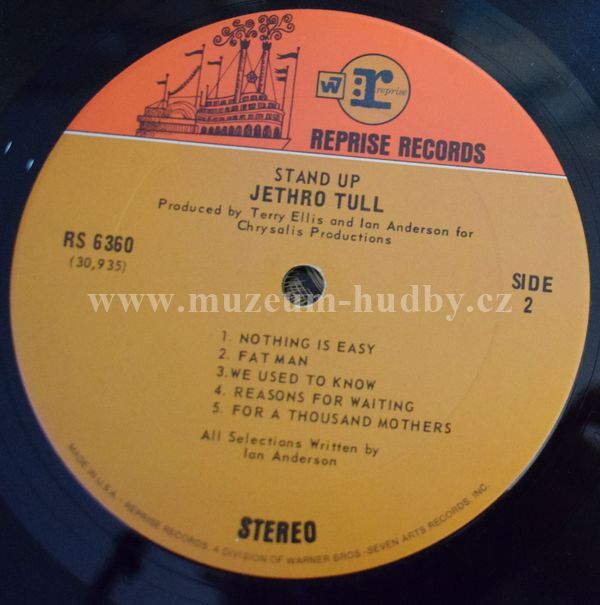 W7
r
reprise
REPRISE RECORDS
STAND UP
JETHRO TULL
Produced by Terry Ellis and Ian Anderson for
Chrysalis Productions
RS 6360
(30,935)
SIDE
2
www.muzeum-hudby.cz
1. NOTHING IS EASY
2. FAT MAN
3. WE USED TO KNOW
4. REASONS FOR WAITING
5. FOR A THOUSAND MOTHERS
All Selections Written by
Ian Anderson
STEREO
MADE IN U.S.A. - REPRISE RECORDS - A DIVISION OF WARNER BROS.-SEVEN ARTS RECORDS, INC.